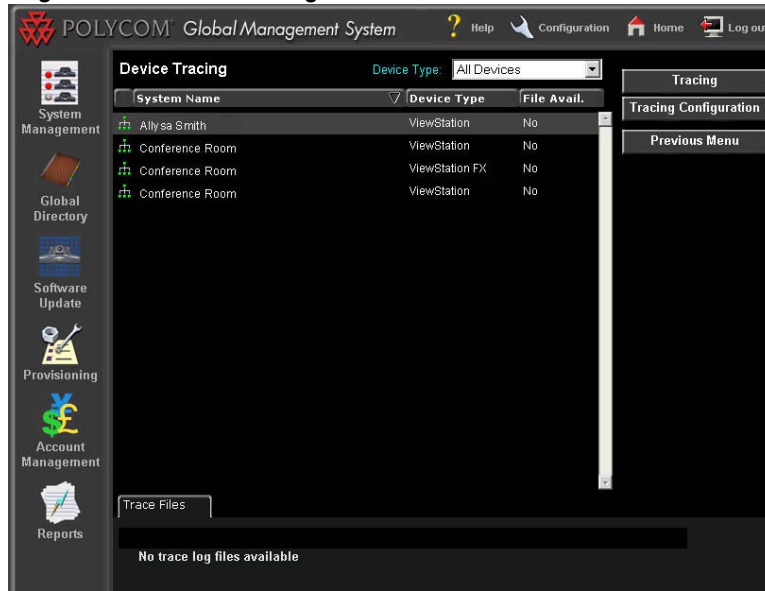 POLYCOM Global Management System
? Help
Configuration
Home
Log ou
Device Tracing
Device Type: All Devices
System Name Device Type File Avail.
Allysa Smith ViewStation No
Conference Room ViewStation No
Conference Room ViewStation FX No
Conference Room ViewStation No
Tracing
Tracing Configuration
Previous Menu
System
Management
Global
Directory
Software
Update
Provisioning
Account
Management
Reports
Trace Files
No trace log files available